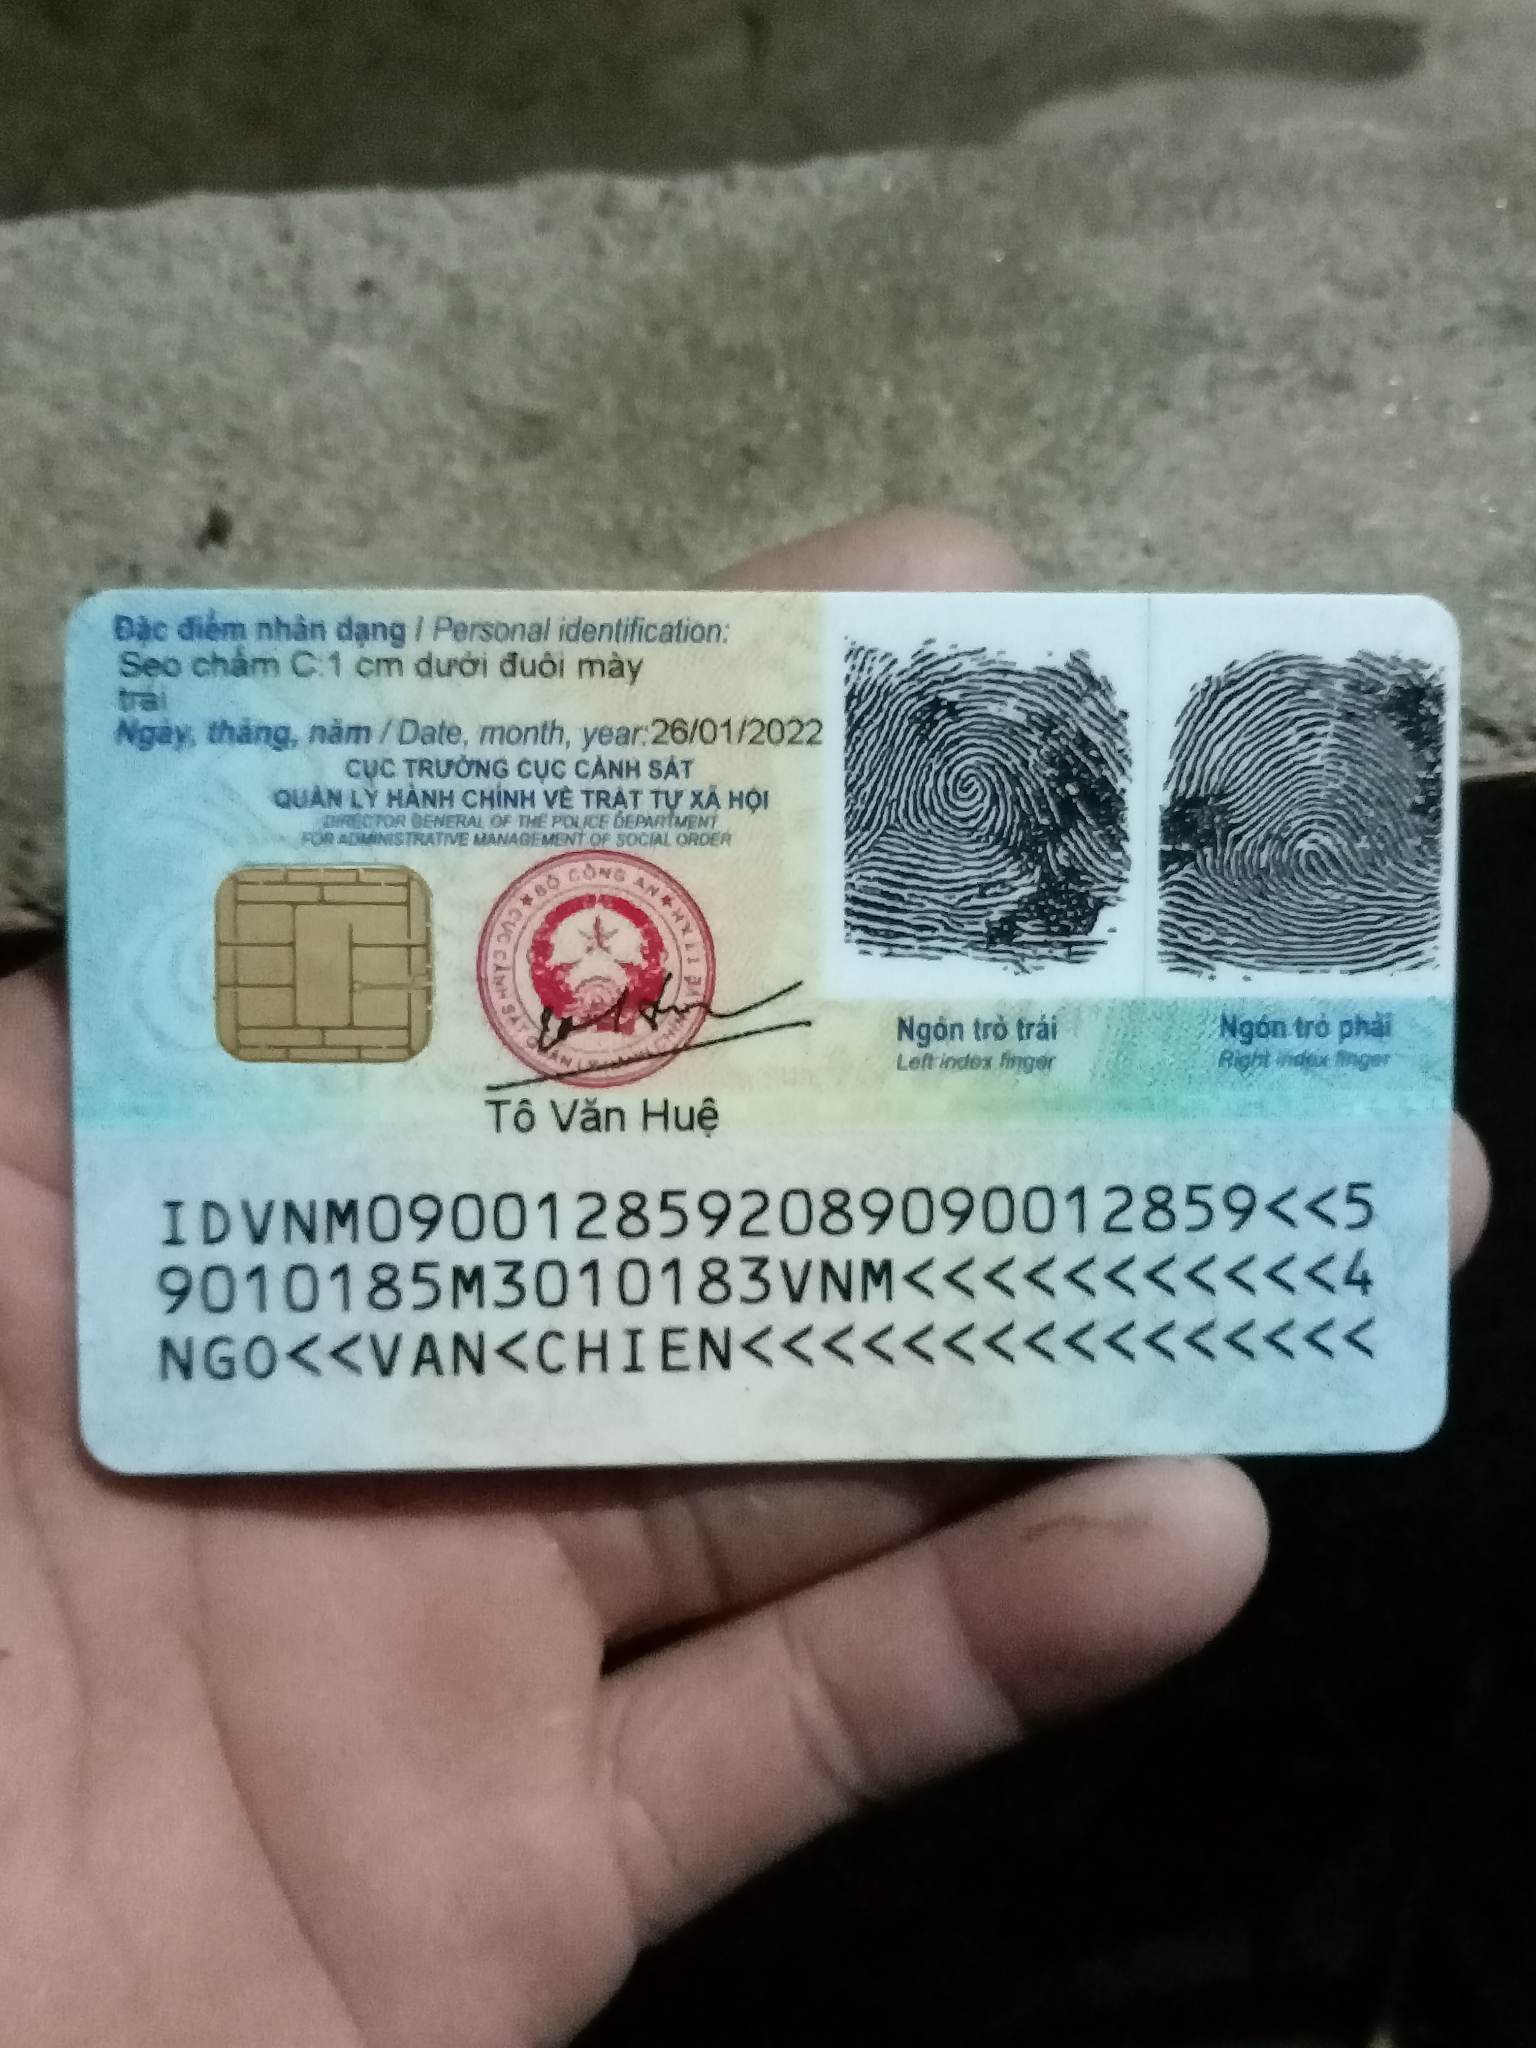 Đặc điểm nhân dạng / Personal identification:
Sẹo chấm C:1 cm dưới đuôi mày
trái
Ngày, tháng, năm / Date, month, year:26/01/2022
CỤC TRƯỞNG CỤC CẢNH SÁT
QUẢN LÝ HÀNH CHÍNH VỀ TRẬT TỰ XÃ HỘI
DIRECTOR GENERAL OF THE POLICE DEPARTMENT
FOR ADMINISTRATIVE MANAGEMENT OF SOCIAL ORDER
BỘ CÔNG AN
CỤC CẢNH SÁT QUẢN LÝ HÀNH CHÍNH VỀ TTXH
Tô Văn Huệ
Ngón trỏ trái
Left index finger
Ngón trỏ phải
Right index finger
IDVNM0900128592089090012859<<5
9010185M3010183VNM<<<<<<<<<<<4
NGO<<VAN<CHIEN<<<<<<<<<<<<<<<<